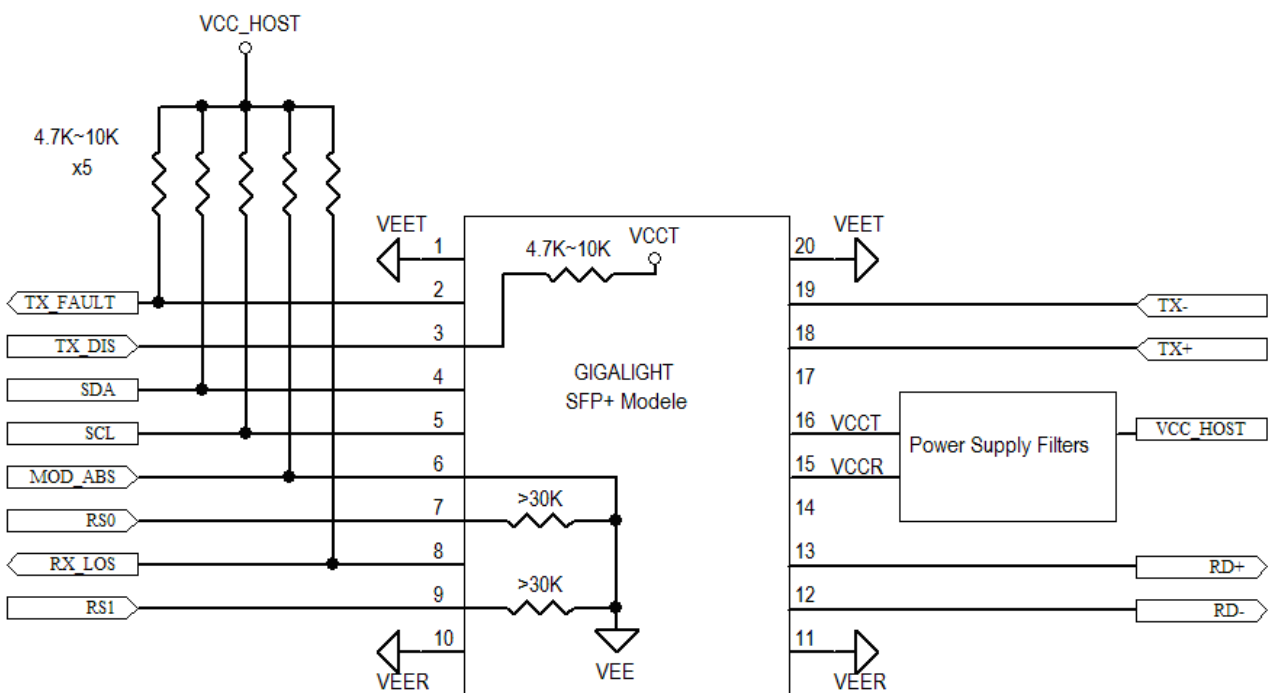 VCC_HOST
4.7K~10K
x5
VEET
1
4.7K~10K
VCCT
20
VEET
TX_FAULT
2
19
TX-
TX_DIS
3
18
TX+
SDA
4
GIGALIGHT
SFP+ Modele
17
SCL
5
16
VCCT
Power Supply Filters
VCC_HOST
MOD_ABS
6
15
VCCR
RS0
7
>30K
14
RX_LOS
8
13
RD+
RS1
9
>30K
12
RD-
10
VEER
VEE
11
VEER